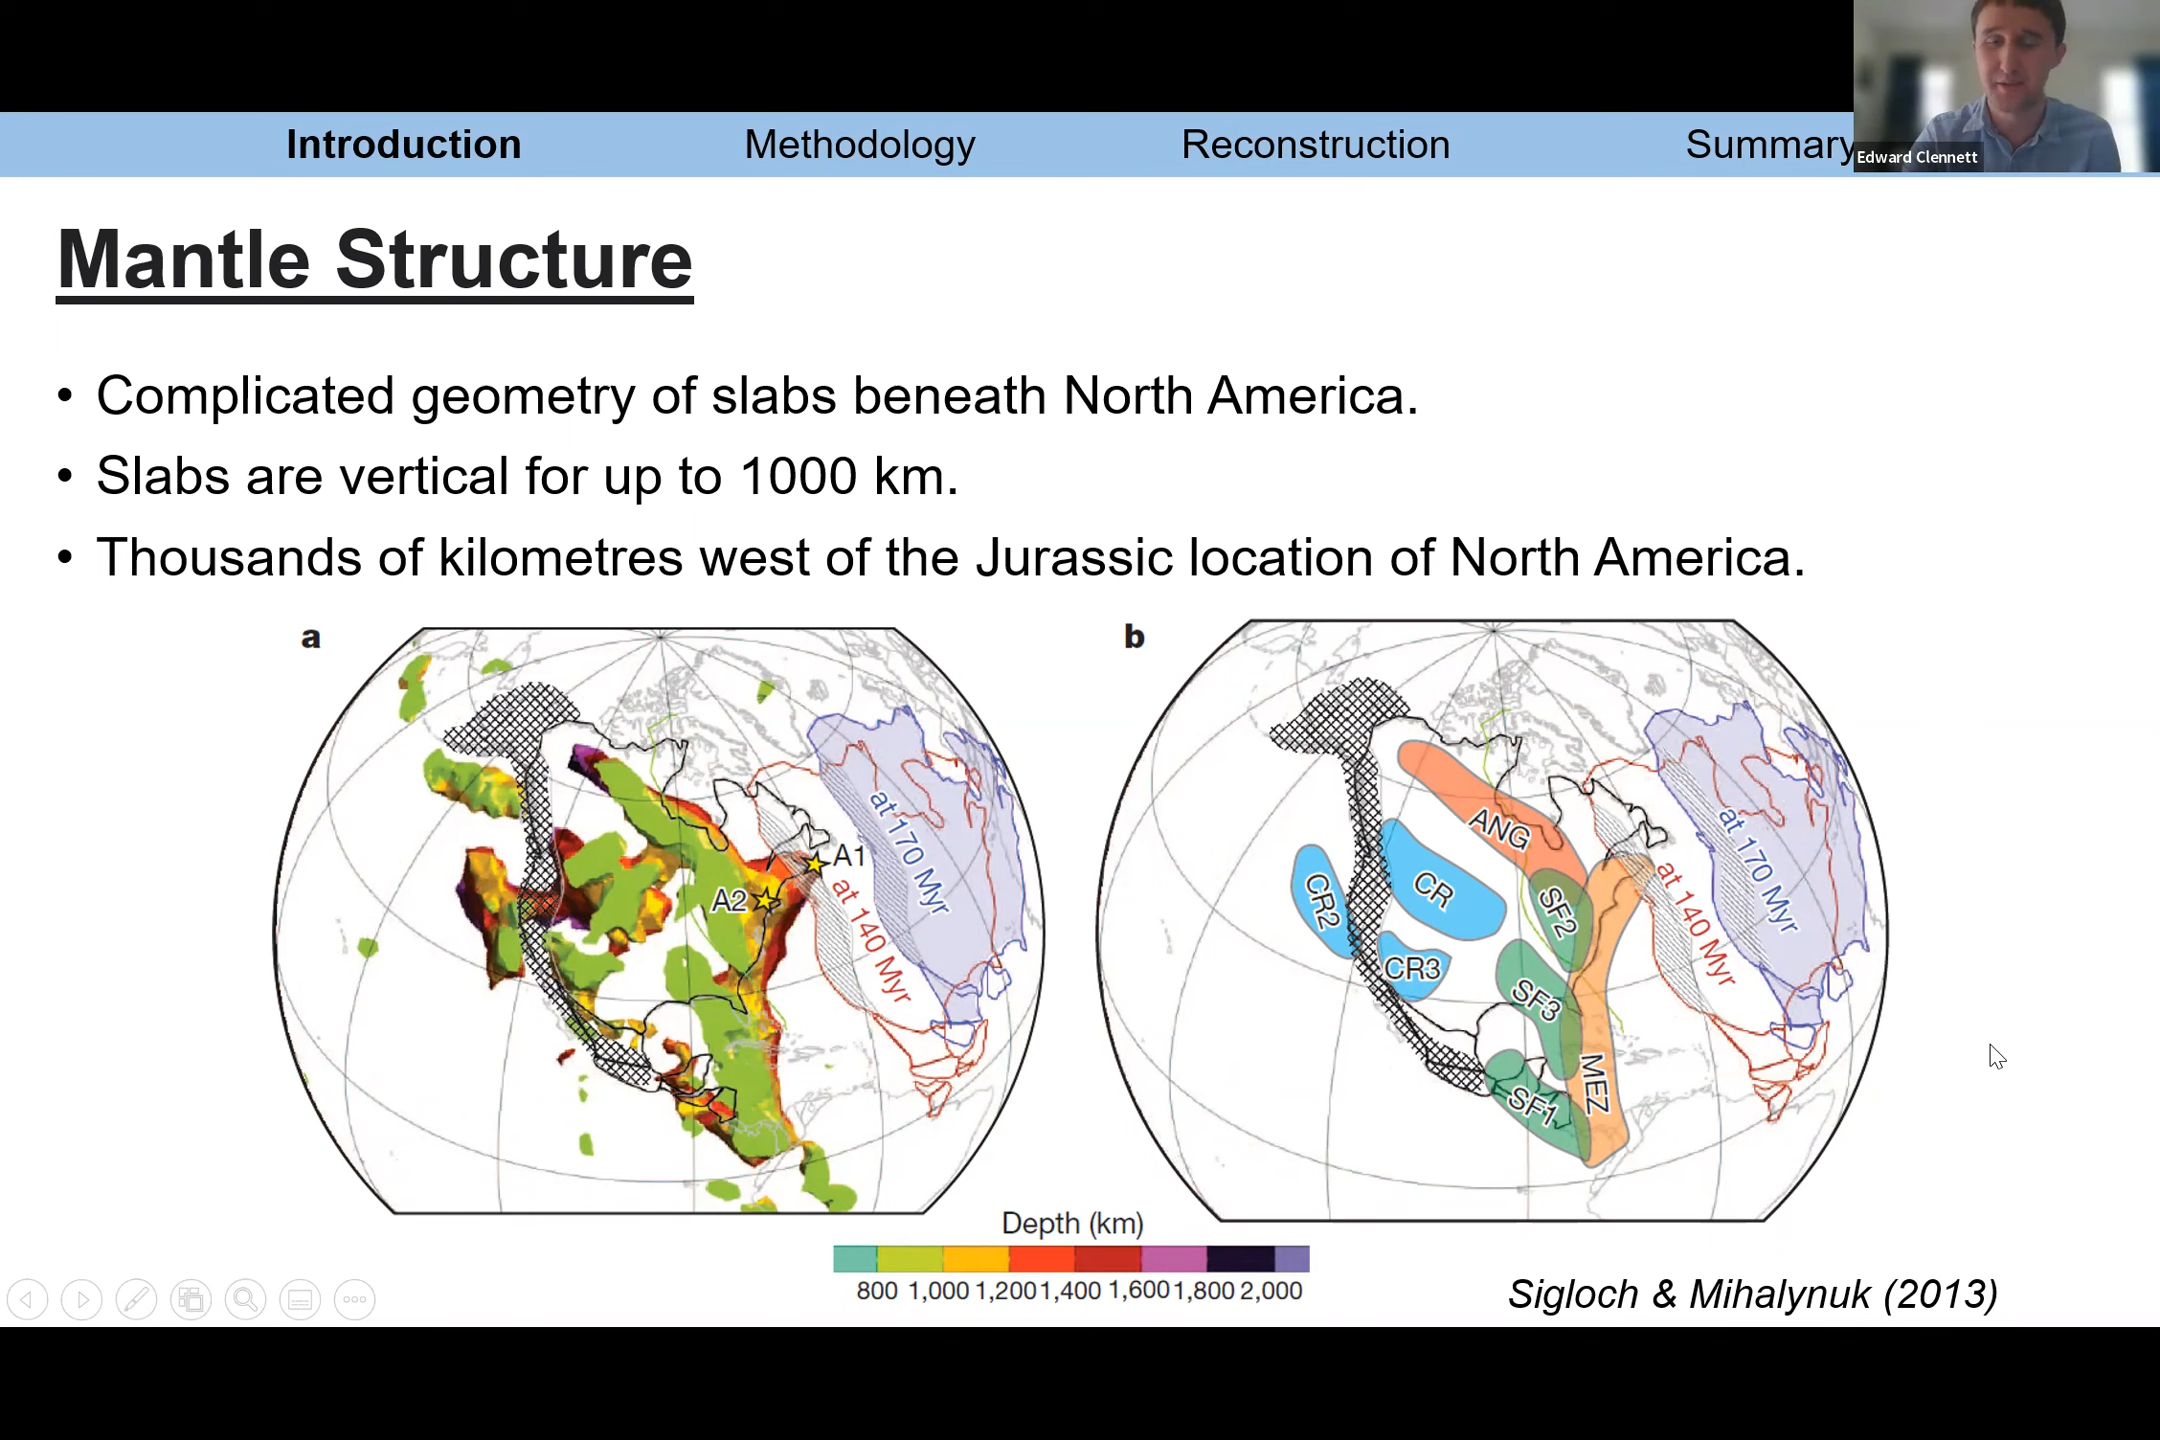 Introduction Methodology Reconstruction Summary
Edward Clennett
Mantle Structure
• Complicated geometry of slabs beneath North America.
• Slabs are vertical for up to 1000 km.
• Thousands of kilometres west of the Jurassic location of North America.
a
at 170 Myr
A1
A2
at 140 Myr
b
ANG
at 170 Myr
CR2
CR
SF2
at 140 Myr
CR3
SF3
MEZ
SF1
Depth (km)
800 1,000 1,200 1,400 1,600 1,800 2,000
Sigloch & Mihalynuk (2013)